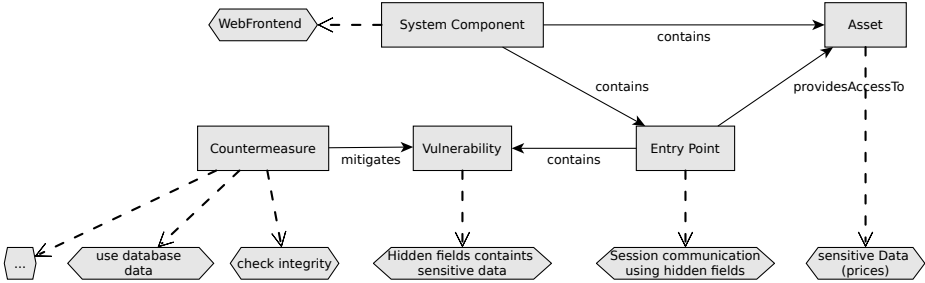 WebFrontend
System Component
Asset
contains
contains
providesAccessTo
Countermeasure
mitigates
Vulnerability
contains
Entry Point
...
use database
data
check integrity
Hidden fields containts
sensitive data
Session communication
using hidden fields
sensitive Data
(prices)